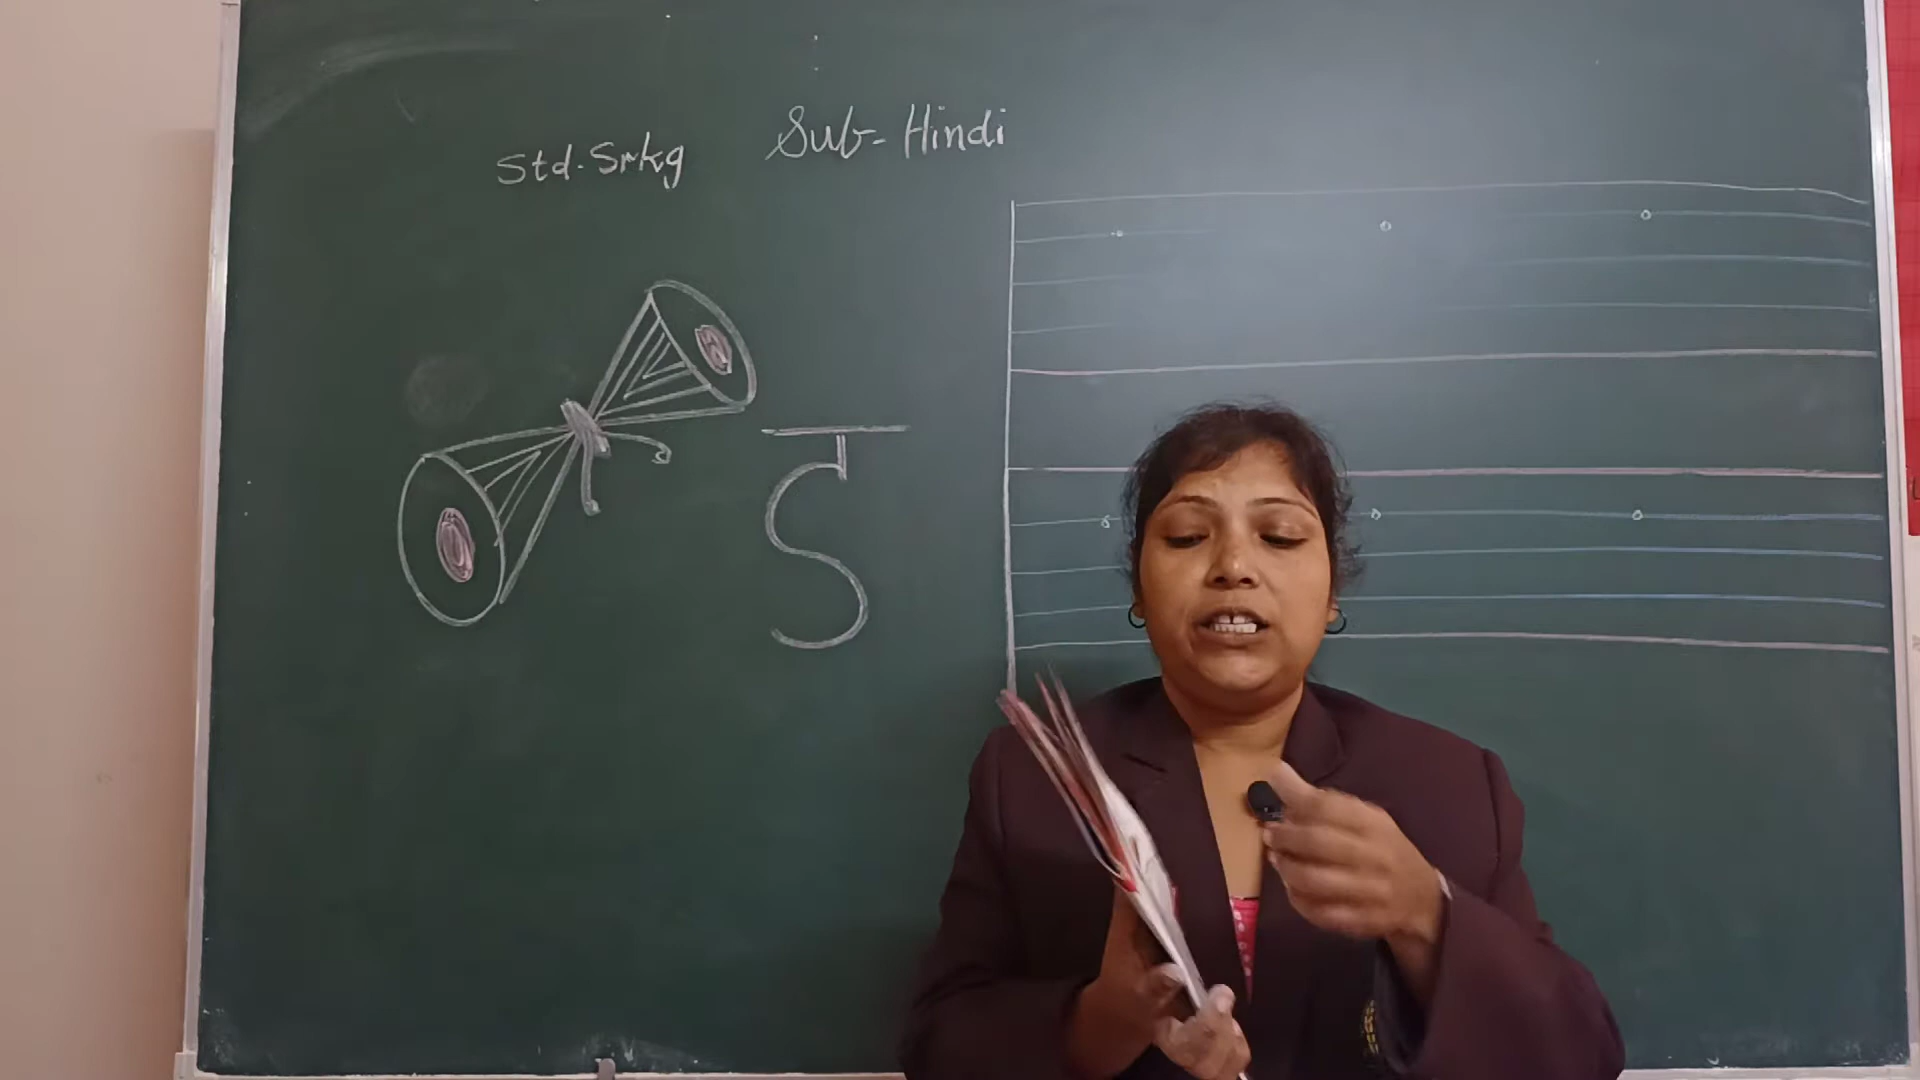 Std. Srkg
Sub- Hindi
ड